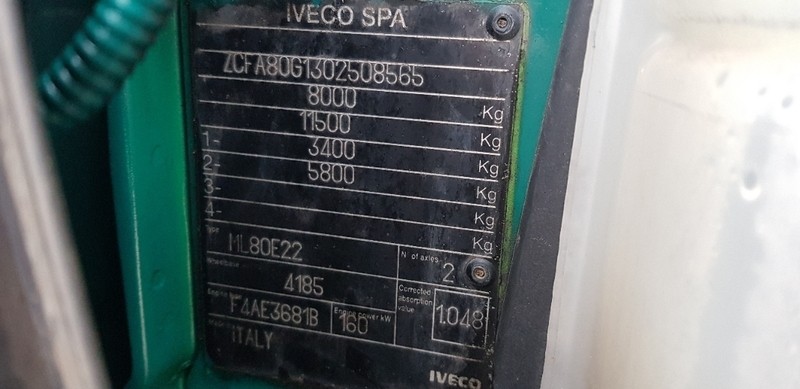 IVECO SPA
ZCFA80G1302508565
8000 Kg
11500 Kg
1- 3400 Kg
2- 5800 Kg
3- Kg
4- Kg
Type ML80E22 N° of axles 2
Wheelbase 4185 Corrected absorption value 1.048
Engine F4AE3681B Engine power kW 160
ITALY
IVECO